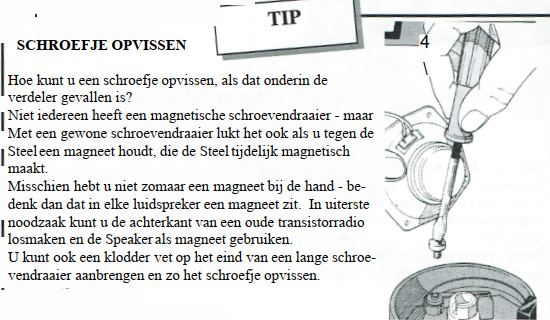 TIP
SCHROEFJE OPVISSEN
4
\
Hoe kunt u een schroefje opvissen, als dat onderin de
verdeler gevallen is?
Niet iedereen heeft een magnetische schroevendraaier - maar
Met een gewone schroevendraaier lukt het ook als u tegen de
Steel een magneet houdt, die de Steel tijdelijk magnetisch
maakt.
Misschien hebt u niet zomaar een magneet bij de hand - be-
denk dan dat in elke luidspreker een magneet zit. In uiterste
noodzaak kunt u de achterkant van een oude transistorradio
losmaken en de Speaker als magneet gebruiken.
U kunt ook een klodder vet op het eind van een lange schroe-
vendraaier aanbrengen en zo het schroefje opvissen.